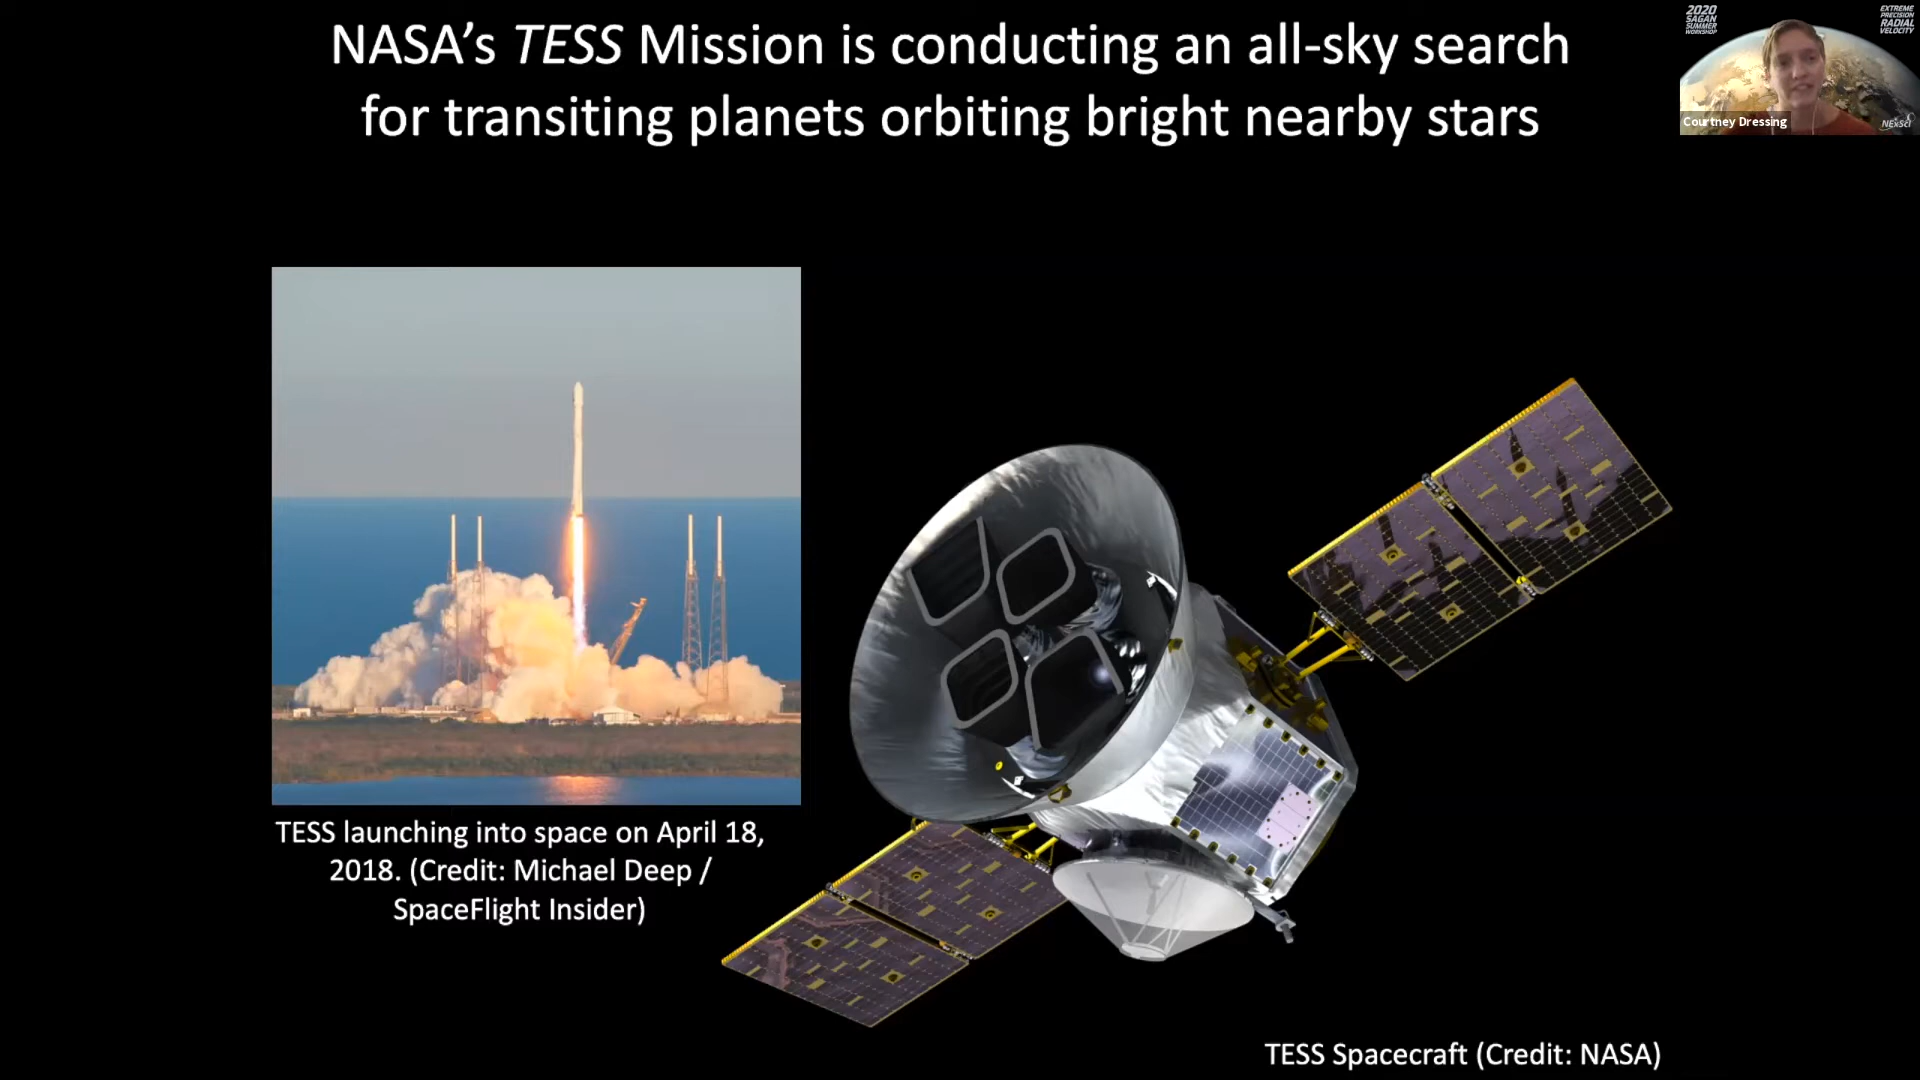 NASA's TESS Mission is conducting an all-sky search
for transiting planets orbiting bright nearby stars
2020
SAGAN
SUMMER
WORKSHOP
EXTREME
PRECISION
RADIAL
VELOCITY
Courtney Dressing
NExScI
TESS launching into space on April 18,
2018. (Credit: Michael Deep /
SpaceFlight Insider)
TESS Spacecraft (Credit: NASA)